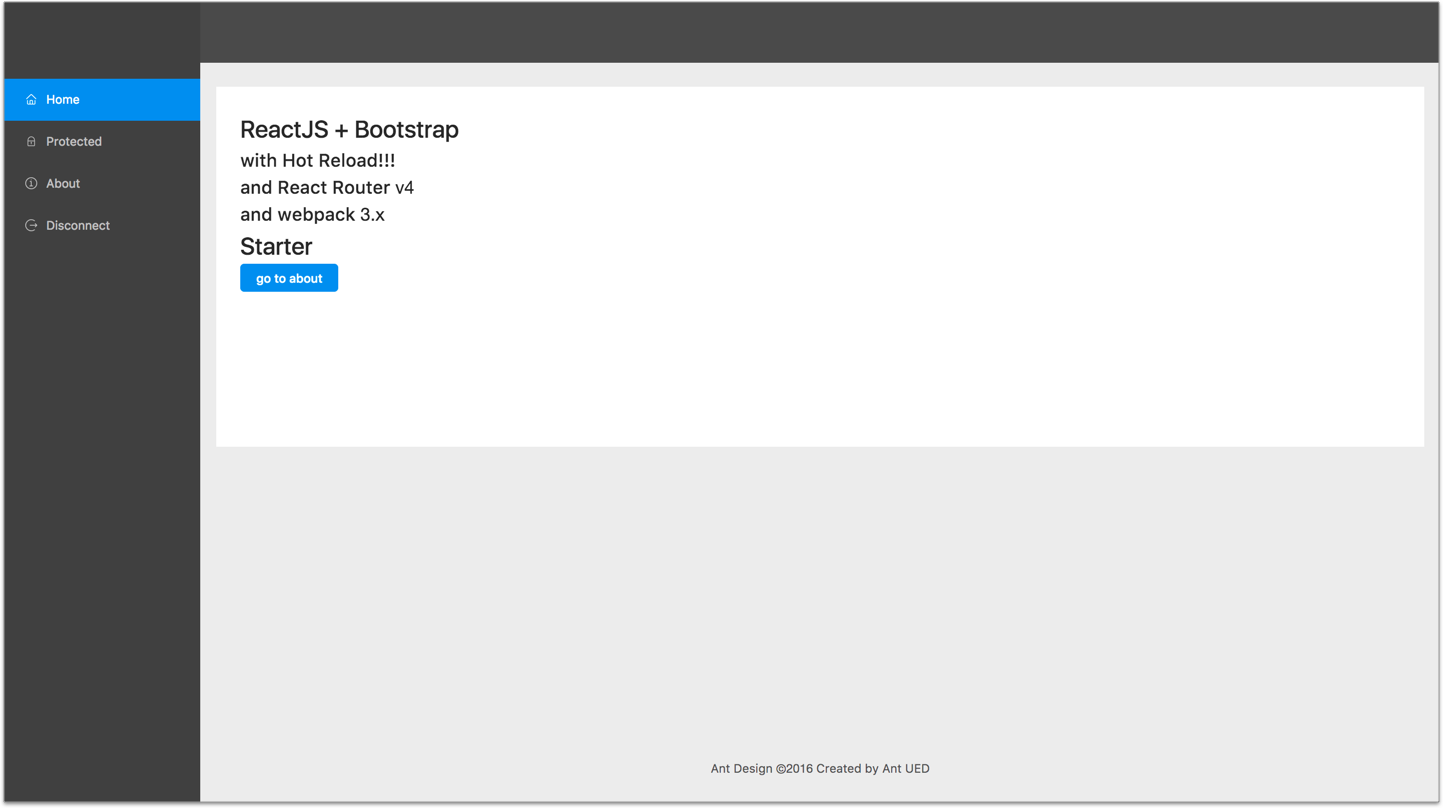 Home
Protected
About
Disconnect
ReactJS + Bootstrap
with Hot Reload!!!
and React Router v4
and webpack 3.x
Starter
go to about
Ant Design ©2016 Created by Ant UED